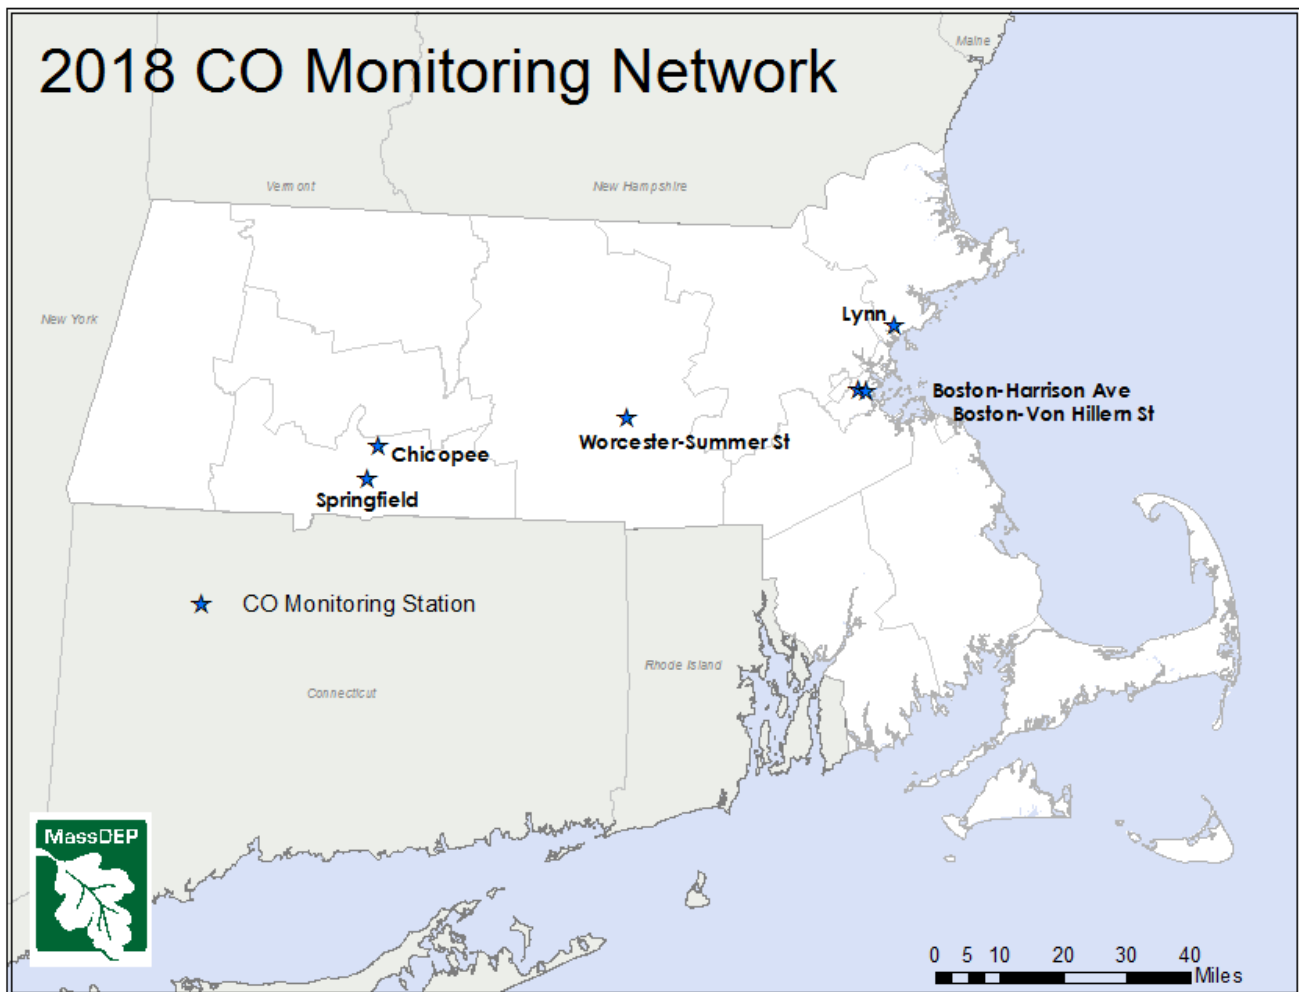 2018 CO Monitoring Network
Maine
Vermont
New Hampshire
New York
Lynn
Boston-Harrison Ave
Boston-Von Hillern St
Worcester-Summer St
Chicopee
Springfield
CO Monitoring Station
Rhode Island
Connecticut
MassDEP
0 5 10 20 30 40
Miles